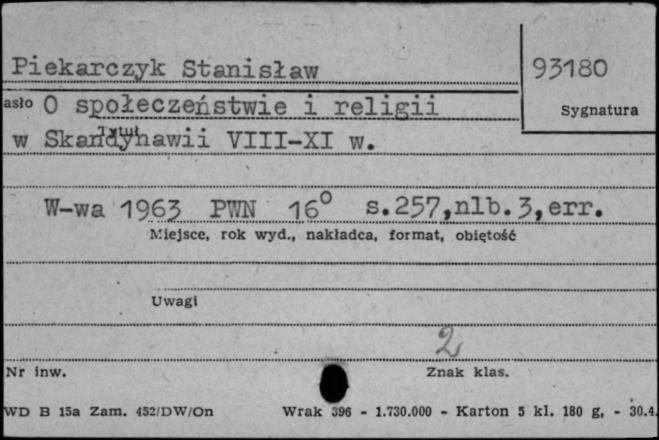 Piekarczyk Stanisław
93180
asło O społeczeństwie i religii
Sygnatura
Tytuł
w Skandynawii VIII-XI w.
W-wa 1963 PWN 16° s.257,nlb.3,err.
Miejsce, rok wyd., nakładca, format, obiętość
Uwagi
2
Nr inw.
Znak klas.
WD B 15a Zam. 452/DW/On Wrak 396 - 1.730.000 - Karton 5 kl. 180 g, - 30.4.